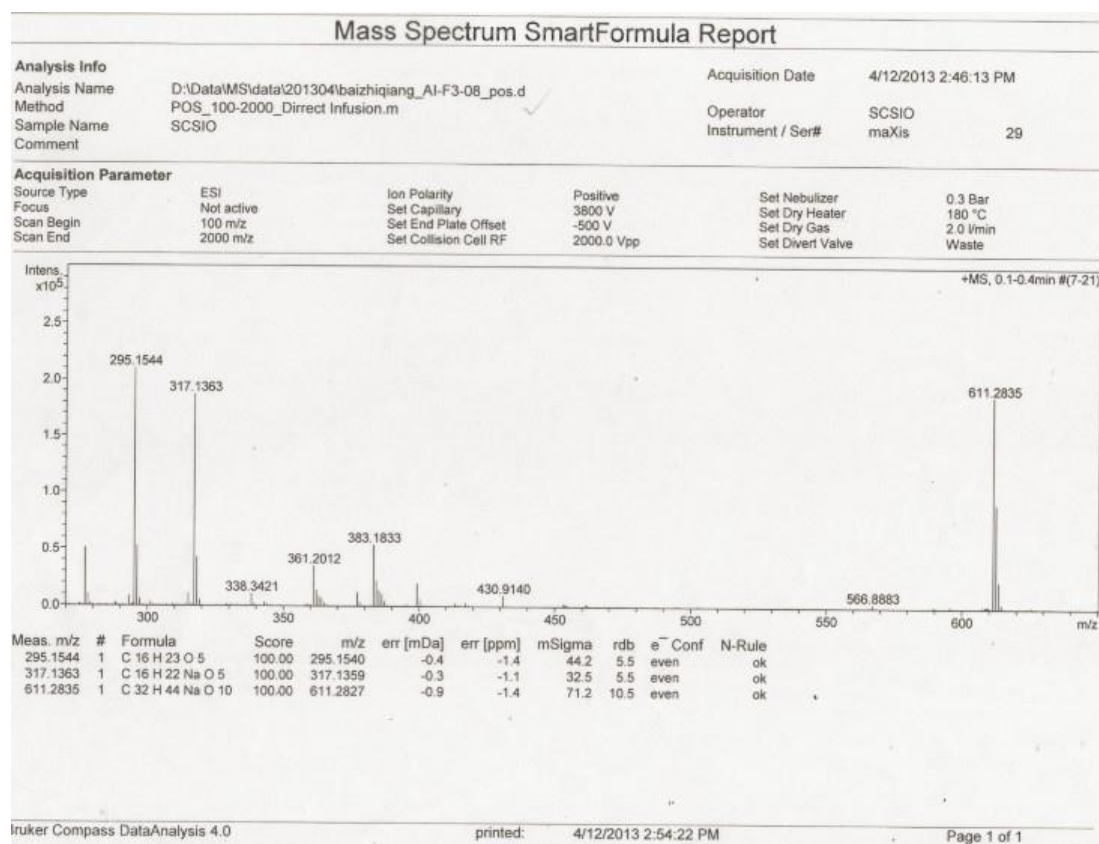 Mass Spectrum SmartFormula Report
Analysis Info
Analysis Name D:\Data\MS\data\201304\baizhiqiang_AI-F3-08_pos.d
Method POS_100-2000_Dirrect Infusion.m
Sample Name SCSIO
Comment
Acquisition Date 4/12/2013 2:46:13 PM
Operator SCSIO
Instrument / Ser# maXis 29
Acquisition Parameter
Source Type ESI Ion Polarity Positive Set Nebulizer 0.3 Bar
Focus Not active Set Capillary 3800 V Set Dry Heater 180 °C
Scan Begin 100 m/z Set End Plate Offset -500 V Set Dry Gas 2.0 l/min
Scan End 2000 m/z Set Collision Cell RF 2000.0 Vpp Set Divert Valve Waste
Intens.
x10⁵
+MS, 0.1-0.4min #(7-21)
2.5
295.1544
2.0
317.1363
611.2835
1.5
1.0
383.1833
0.5
361.2012
338.3421
430.9140
566.8883
0.0
300 350 400 450 500 550 600 m/z
Meas. m/z # Formula Score m/z err [mDa] err [ppm] mSigma rdb e⁻ Conf N-Rule
295.1544 1 C 16 H 23 O 5 100.00 295.1540 -0.4 -1.4 44.2 5.5 even ok
317.1363 1 C 16 H 22 Na O 5 100.00 317.1359 -0.3 -1.1 32.5 5.5 even ok
611.2835 1 C 32 H 44 Na O 10 100.00 611.2827 -0.9 -1.4 71.2 10.5 even ok
ruker Compass DataAnalysis 4.0 printed: 4/12/2013 2:54:22 PM Page 1 of 1